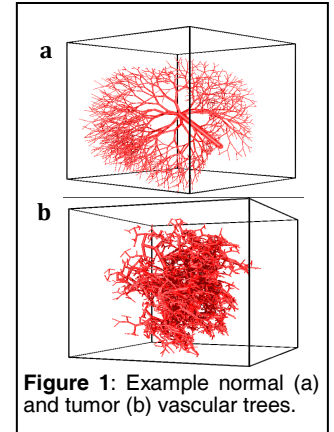 a
b
Figure 1: Example normal (a)
and tumor (b) vascular trees.